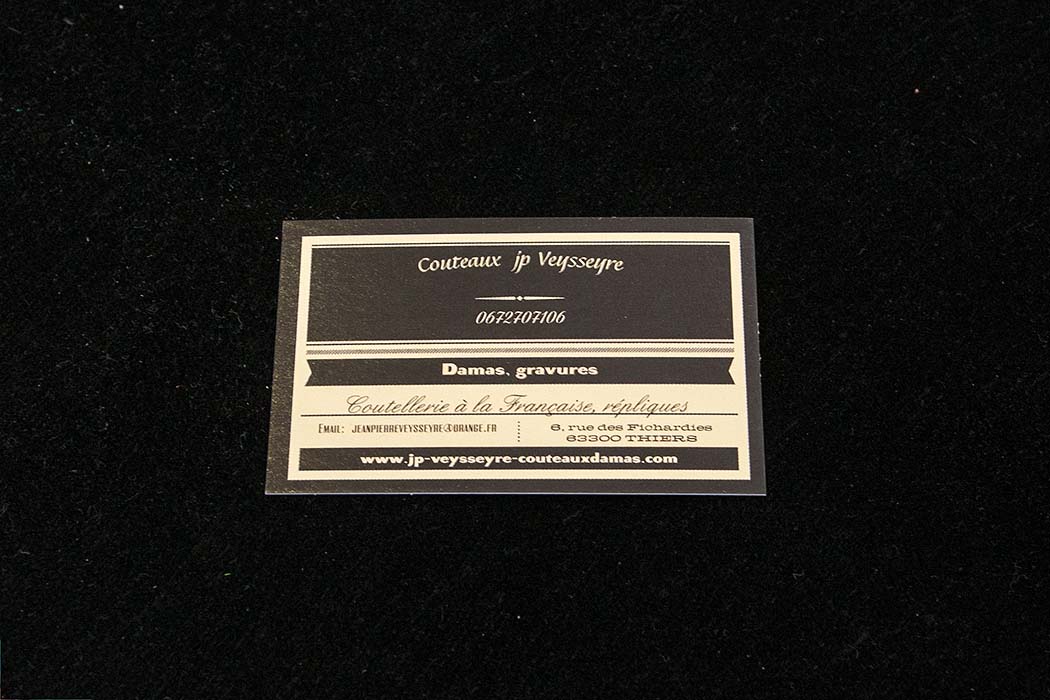 Couteaux jp Veysseyre
0672707106
Damas, gravures
Coutellerie à la Française, répliques
Email: jeanpierreveysseyre@orange.fr
6, rue des Fichardies
63300 THIERS
www.jp-veysseyre-couteauxdamas.com